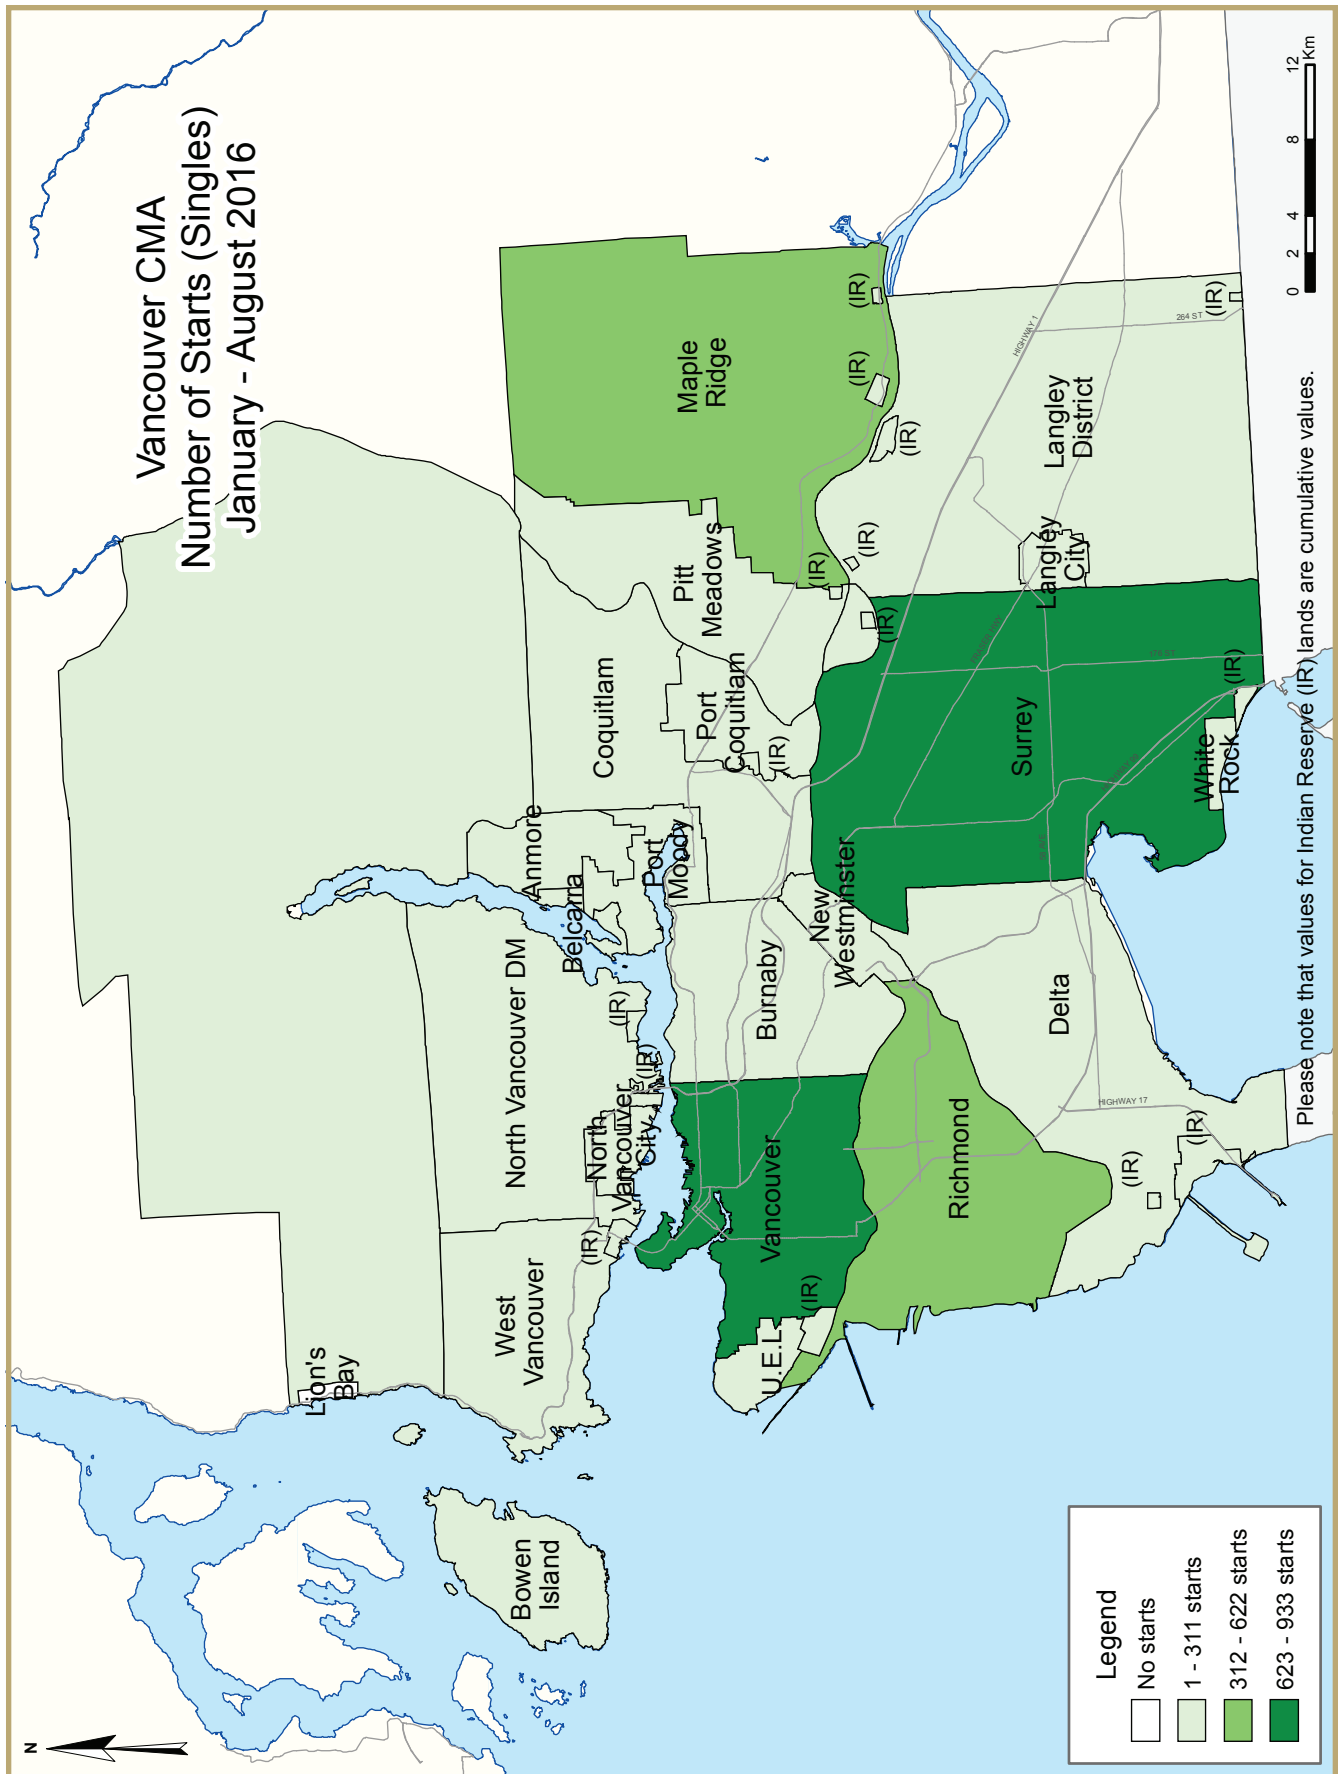 Vancouver CMA
Number of Starts (Singles)
January - August 2016
N
Lion's
Bay
Bowen
Island
West
Vancouver
North Vancouver DM
North
Vancouver
City
(IR)
(IR)
(IR)
Belcarra
Anmore
Port
Moody
Coquitlam
Port
Coquitlam
(IR)
Pitt
Meadows
Maple
Ridge
(IR)
(IR)
(IR)
(IR)
(IR)
(IR)
U.E.L.
(IR)
Vancouver
Burnaby
New
Westminster
Richmond
Delta
(IR)
(IR)
HIGHWAY 17
Surrey
176 ST
White
Rock
(IR)
Langley
City
Langley
District
HIGHWAY 1
264 ST
(IR)
Legend
No starts
1 - 311 starts
312 - 622 starts
623 - 933 starts
Please note that values for Indian Reserve (IR) lands are cumulative values.
0 2 4 8 12
Km